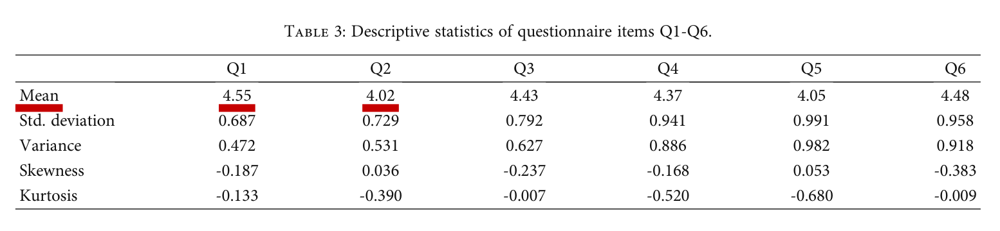 TABLE 3: Descriptive statistics of questionnaire items Q1-Q6.
Q1 Q2 Q3 Q4 Q5 Q6
Mean 4.55 4.02 4.43 4.37 4.05 4.48
Std. deviation 0.687 0.729 0.792 0.941 0.991 0.958
Variance 0.472 0.531 0.627 0.886 0.982 0.918
Skewness -0.187 0.036 -0.237 -0.168 0.053 -0.383
Kurtosis -0.133 -0.390 -0.007 -0.520 -0.680 -0.009